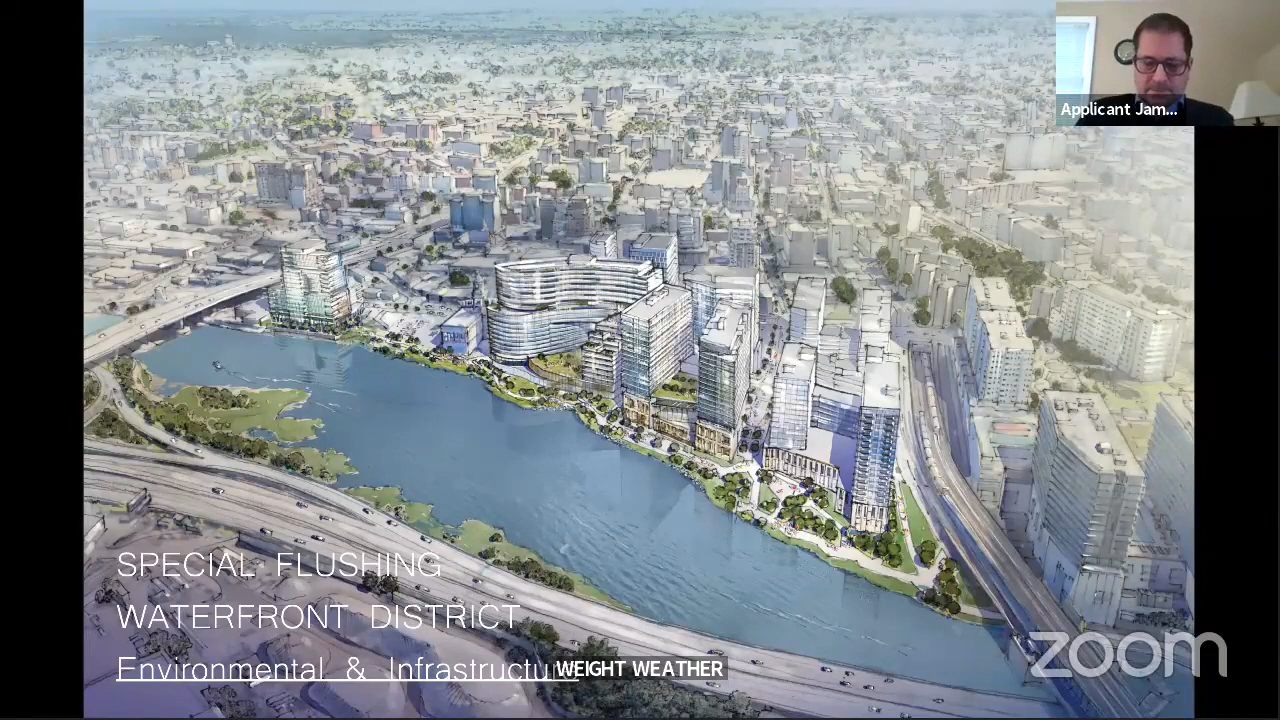 Applicant Jam...
SPECIAL FLUSHING
WATERFRONT DISTRICT
Environmental & Infrastructu
WEIGHT WEATHER
zoom